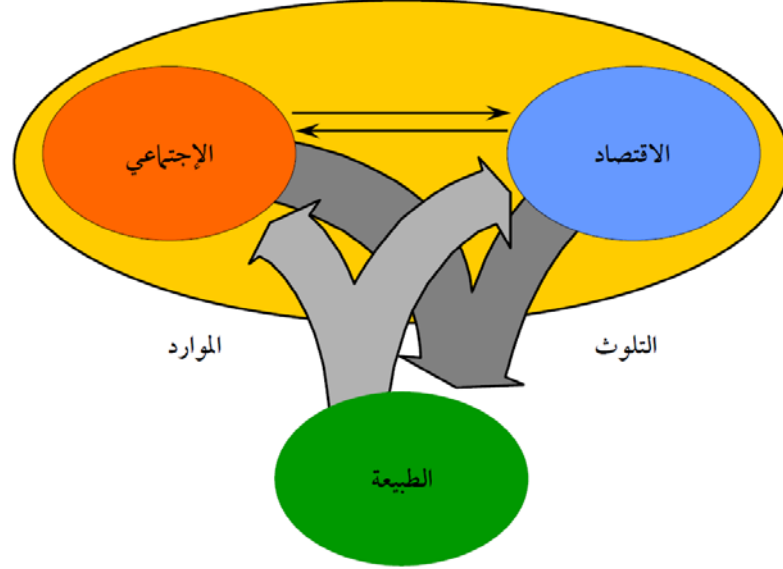 الاقتصاد
الإجتماعي
التلوث
الموارد
الطبيعة